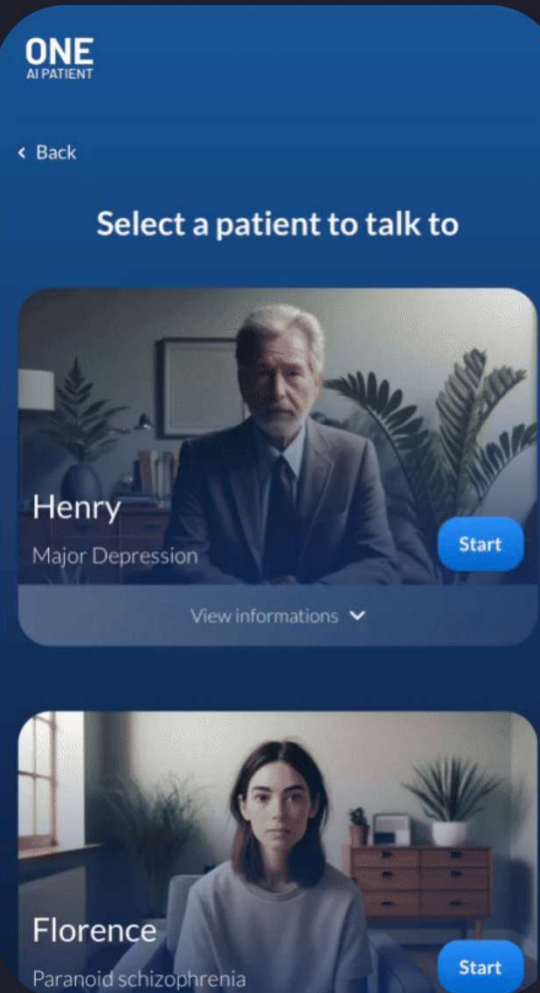 ONE
AI PATIENT
Back
Select a patient to talk to
Henry
Major Depression
Start
View informations
Florence
Paranoid schizophrenia
Start